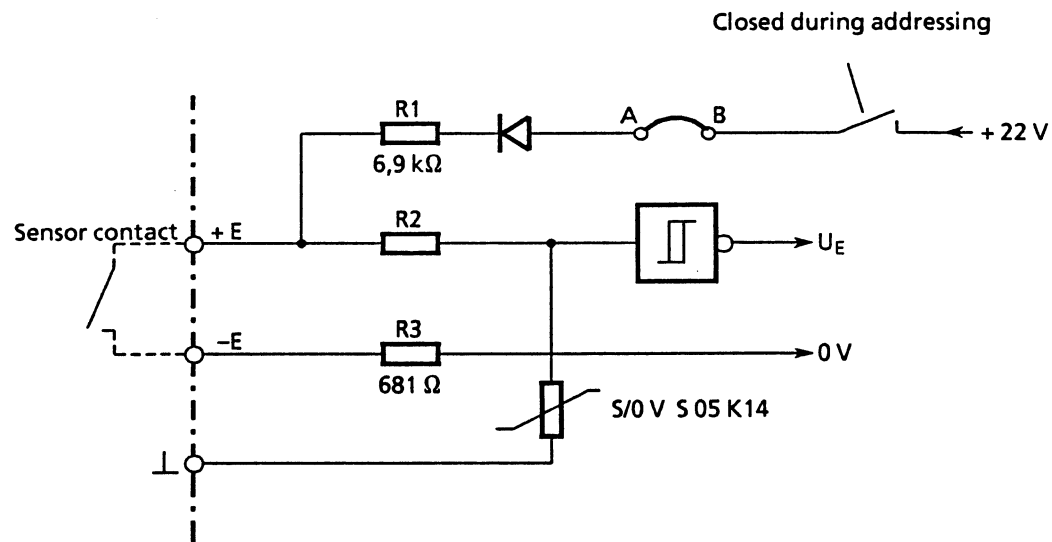 Closed during addressing
R1
A
B
+ 22 V
6,9 kΩ
Sensor contact
+ E
R2
U_E
–E
R3
0 V
681 Ω
S/0 V S 05 K14
⊥